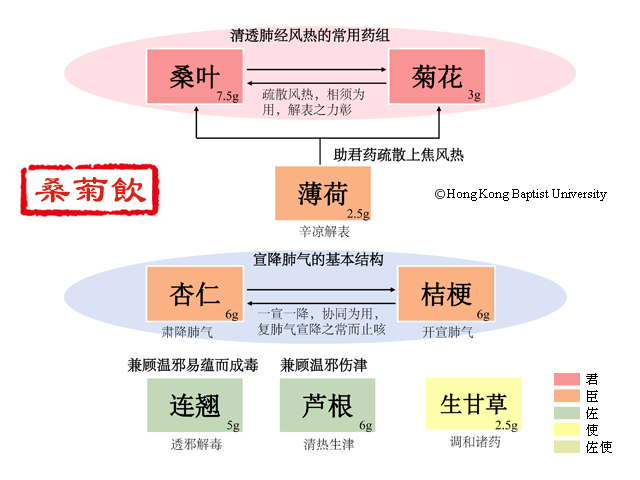 清透肺经风热的常用药组
桑叶
7.5g
菊花
3g
疏散风热，相须为
用，解表之力彰
助君药疏散上焦风热
桑菊飲
薄荷
2.5g
辛凉解表
©Hong Kong Baptist University
宣降肺气的基本结构
杏仁
6g
肃降肺气
桔梗
6g
开宣肺气
一宣一降，协同为用，
复肺气宣降之常而止咳
兼顾温邪易蕴而成毒
连翘
5g
透邪解毒
兼顾温邪伤津
芦根
6g
清热生津
生甘草
2.5g
调和诸药
君
臣
佐
使
佐使